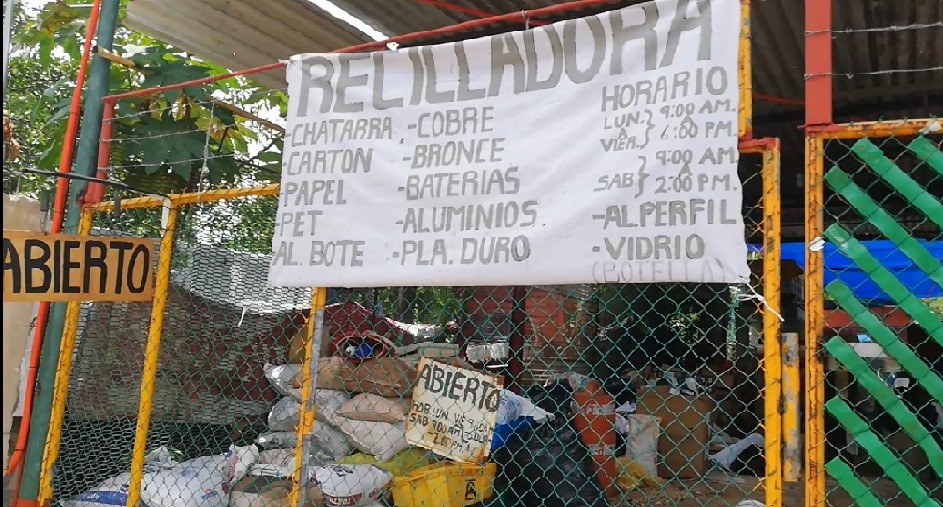 RECICLLADORA
-CHATARRA
-CARTON
-PAPEL
-PET
AL. BOTE
-COBRE
-BRONCE
-BATERIAS
-ALUMINIOS
-PLA. DURO
HORARIO
LUN. A VIER. } 9:00 AM. 6:00 PM.
SAB } 9:00 AM 2:00 PM.
-AL.PERFIL
-VIDRIO
(BOTELLA)
ABIERTO
ABIERTO